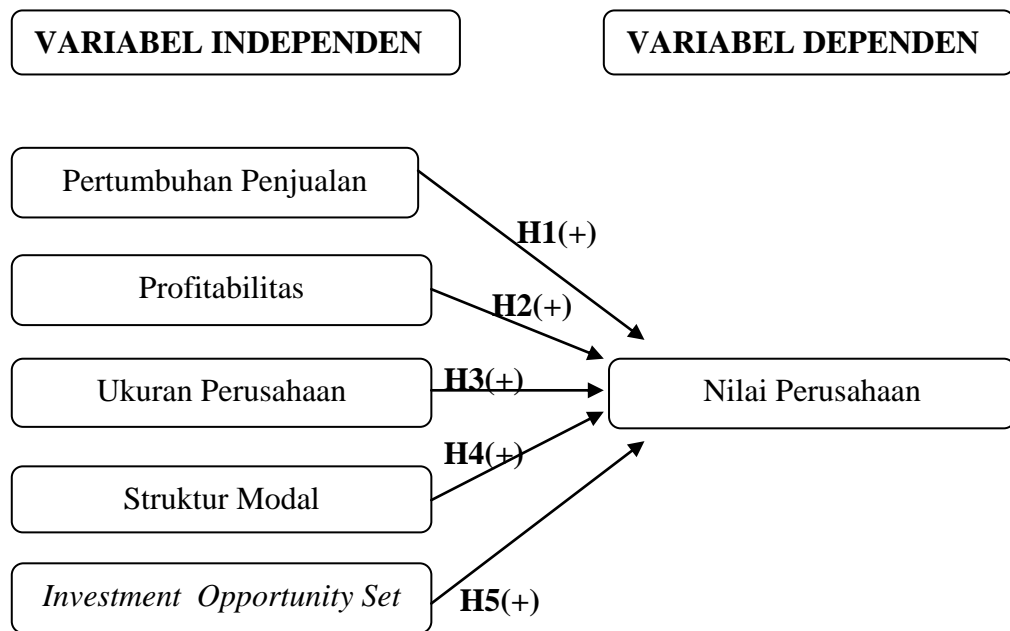 VARIABEL INDEPENDEN
VARIABEL DEPENDEN
Pertumbuhan Penjualan
H1(+)
Profitabilitas
H2(+)
Ukuran Perusahaan
H3(+)
Nilai Perusahaan
H4(+)
Struktur Modal
Investment Opportunity Set
H5(+)